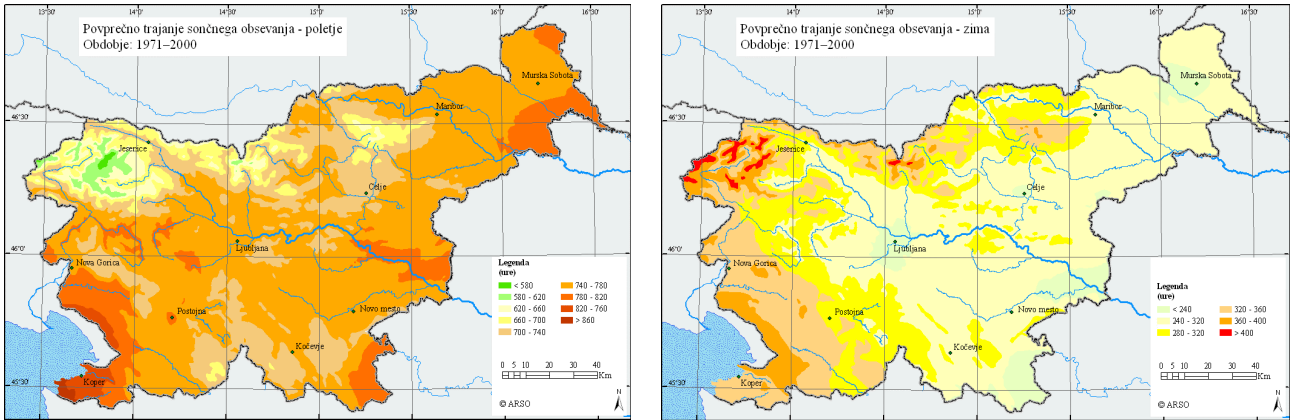 13°30'
14°0'
14°30'
15°0'
15°30'
16°0'
16°30'
Povprečno trajanje sončnega obsevanja - poletje
Obdobje: 1971–2000
Murska Sobota
Maribor
46°30'
Jesenice
Celje
46°0'
Ljubljana
Nova Gorica
Postojna
Novo mesto
Kočevje
45°30'
Koper
Legenda
(ure)
< 580
580 - 620
620 - 660
660 - 700
700 - 740
740 - 780
780 - 820
820 - 760
> 860
0 5 10 20 30 40
Km
N
© ARSO
13°30'
14°0'
14°30'
15°0'
15°30'
16°0'
16°30'
Povprečno trajanje sončnega obsevanja - zima
Obdobje: 1971–2000
Murska Sobota
Maribor
46°30'
Jesenice
Celje
46°0'
Ljubljana
Nova Gorica
Postojna
Novo mesto
Kočevje
45°30'
Koper
Legenda
(ure)
< 240
240 - 320
280 - 320
320 - 360
360 - 400
> 400
0 5 10 20 30 40
Km
N
© ARSO